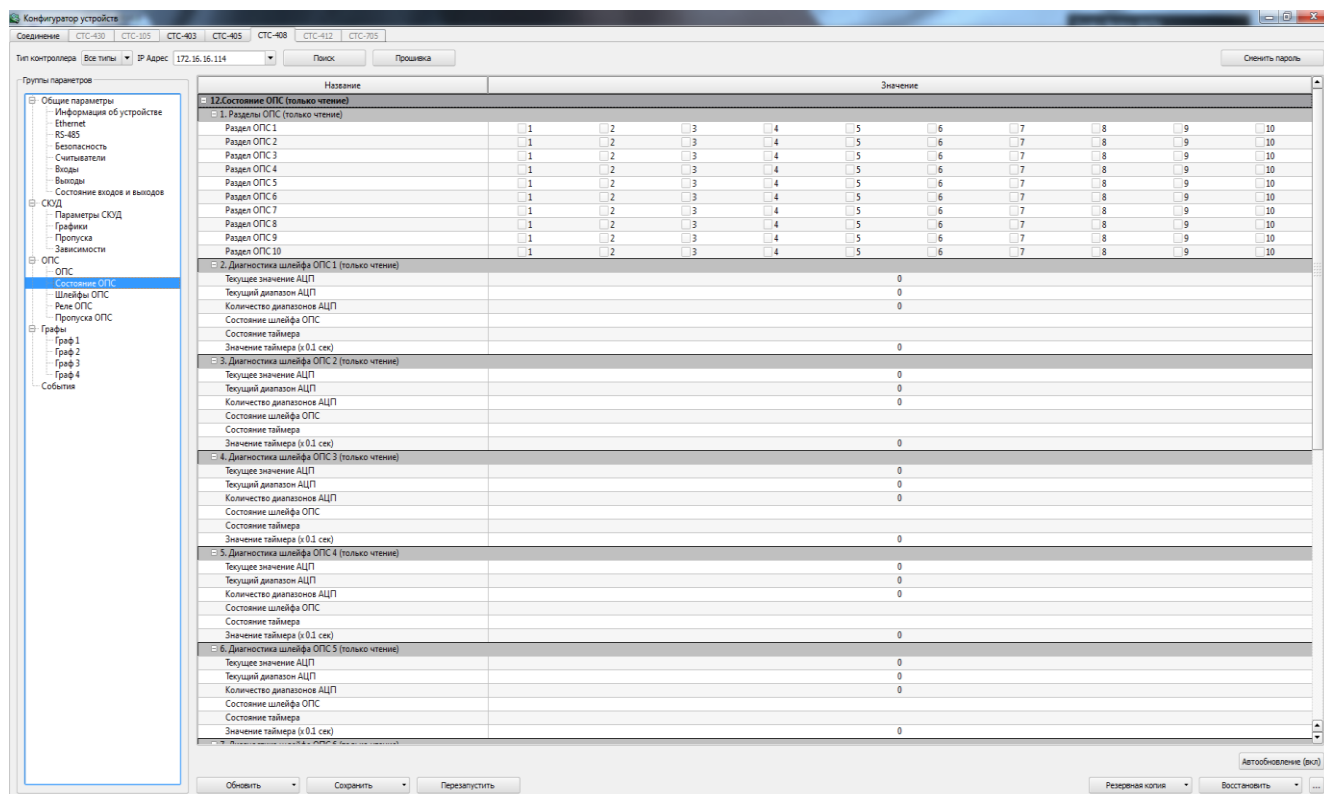 Конфигуратор устройств
Соединение СТС-430 СТС-105 СТС-403 СТС-405 СТС-408 СТС-412 СТС-705
Тип контроллера Все типы IP Адрес 172.16.16.114 Поиск Прошивка Сменить пароль
Группы параметров
Общие параметры
Информация об устройстве
Ethernet
RS-485
Безопасность
Считыватели
Входы
Выходы
Состояние входов и выходов
СКУД
Параметры СКУД
Графики
Пропуска
Зависимости
ОПС
ОПС
Состояние ОПС
Шлейфы ОПС
Реле ОПС
Пропуска ОПС
Графы
Граф 1
Граф 2
Граф 3
Граф 4
События
Название Значение
12.Состояние ОПС (только чтение)
1. Разделы ОПС (только чтение)
Раздел ОПС 1 1 2 3 4 5 6 7 8 9 10
Раздел ОПС 2 1 2 3 4 5 6 7 8 9 10
Раздел ОПС 3 1 2 3 4 5 6 7 8 9 10
Раздел ОПС 4 1 2 3 4 5 6 7 8 9 10
Раздел ОПС 5 1 2 3 4 5 6 7 8 9 10
Раздел ОПС 6 1 2 3 4 5 6 7 8 9 10
Раздел ОПС 7 1 2 3 4 5 6 7 8 9 10
Раздел ОПС 8 1 2 3 4 5 6 7 8 9 10
Раздел ОПС 9 1 2 3 4 5 6 7 8 9 10
Раздел ОПС 10 1 2 3 4 5 6 7 8 9 10
2. Диагностика шлейфа ОПС 1 (только чтение)
Текущее значение АЦП 0
Текущий диапазон АЦП 0
Количество диапазонов АЦП 0
Состояние шлейфа ОПС
Состояние таймера
Значение таймера (x 0.1 сек) 0
3. Диагностика шлейфа ОПС 2 (только чтение)
Текущее значение АЦП 0
Текущий диапазон АЦП 0
Количество диапазонов АЦП 0
Состояние шлейфа ОПС
Состояние таймера
Значение таймера (x 0.1 сек) 0
4. Диагностика шлейфа ОПС 3 (только чтение)
Текущее значение АЦП 0
Текущий диапазон АЦП 0
Количество диапазонов АЦП 0
Состояние шлейфа ОПС
Состояние таймера
Значение таймера (x 0.1 сек) 0
5. Диагностика шлейфа ОПС 4 (только чтение)
Текущее значение АЦП 0
Текущий диапазон АЦП 0
Количество диапазонов АЦП 0
Состояние шлейфа ОПС
Состояние таймера
Значение таймера (x 0.1 сек) 0
6. Диагностика шлейфа ОПС 5 (только чтение)
Текущее значение АЦП 0
Текущий диапазон АЦП 0
Количество диапазонов АЦП 0
Состояние шлейфа ОПС
Состояние таймера
Значение таймера (x 0.1 сек) 0
7. Диагностика шлейфа ОПС 6 (только чтение)
Автообновление (вкл)
Обновить Сохранить Перезапустить Резервная копия Восстановить ...